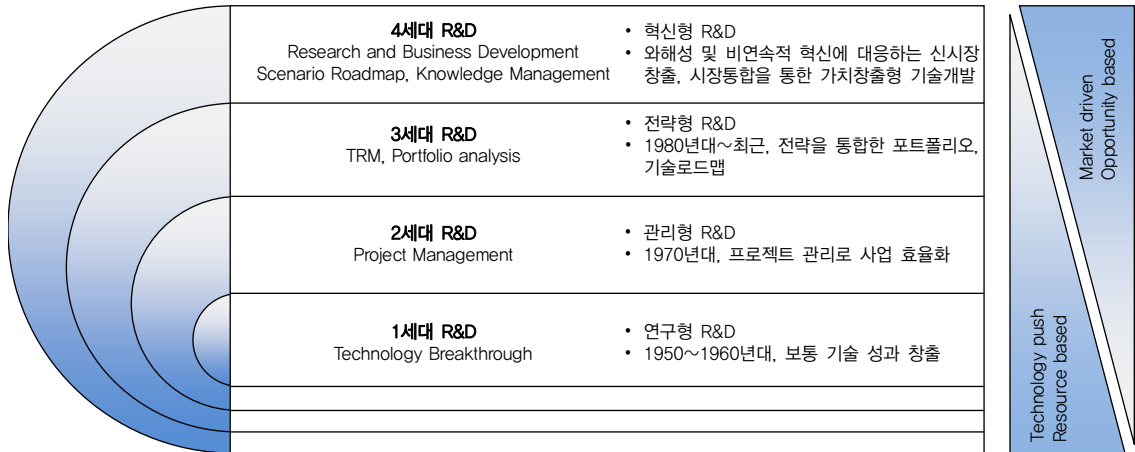 4세대 R&D
Research and Business Development
Scenario Roadmap, Knowledge Management
• 혁신형 R&D
• 와해성 및 비연속적 혁신에 대응하는 신시장
창출, 시장통합을 통한 가치창출형 기술개발
3세대 R&D
TRM, Portfolio analysis
• 전략형 R&D
• 1980년대~최근, 전략을 통합한 포트폴리오,
기술로드맵
2세대 R&D
Project Management
• 관리형 R&D
• 1970년대, 프로젝트 관리로 사업 효율화
1세대 R&D
Technology Breakthrough
• 연구형 R&D
• 1950~1960년대, 보통 기술 성과 창출
Market driven
Opportunity based
Technology push
Resource based